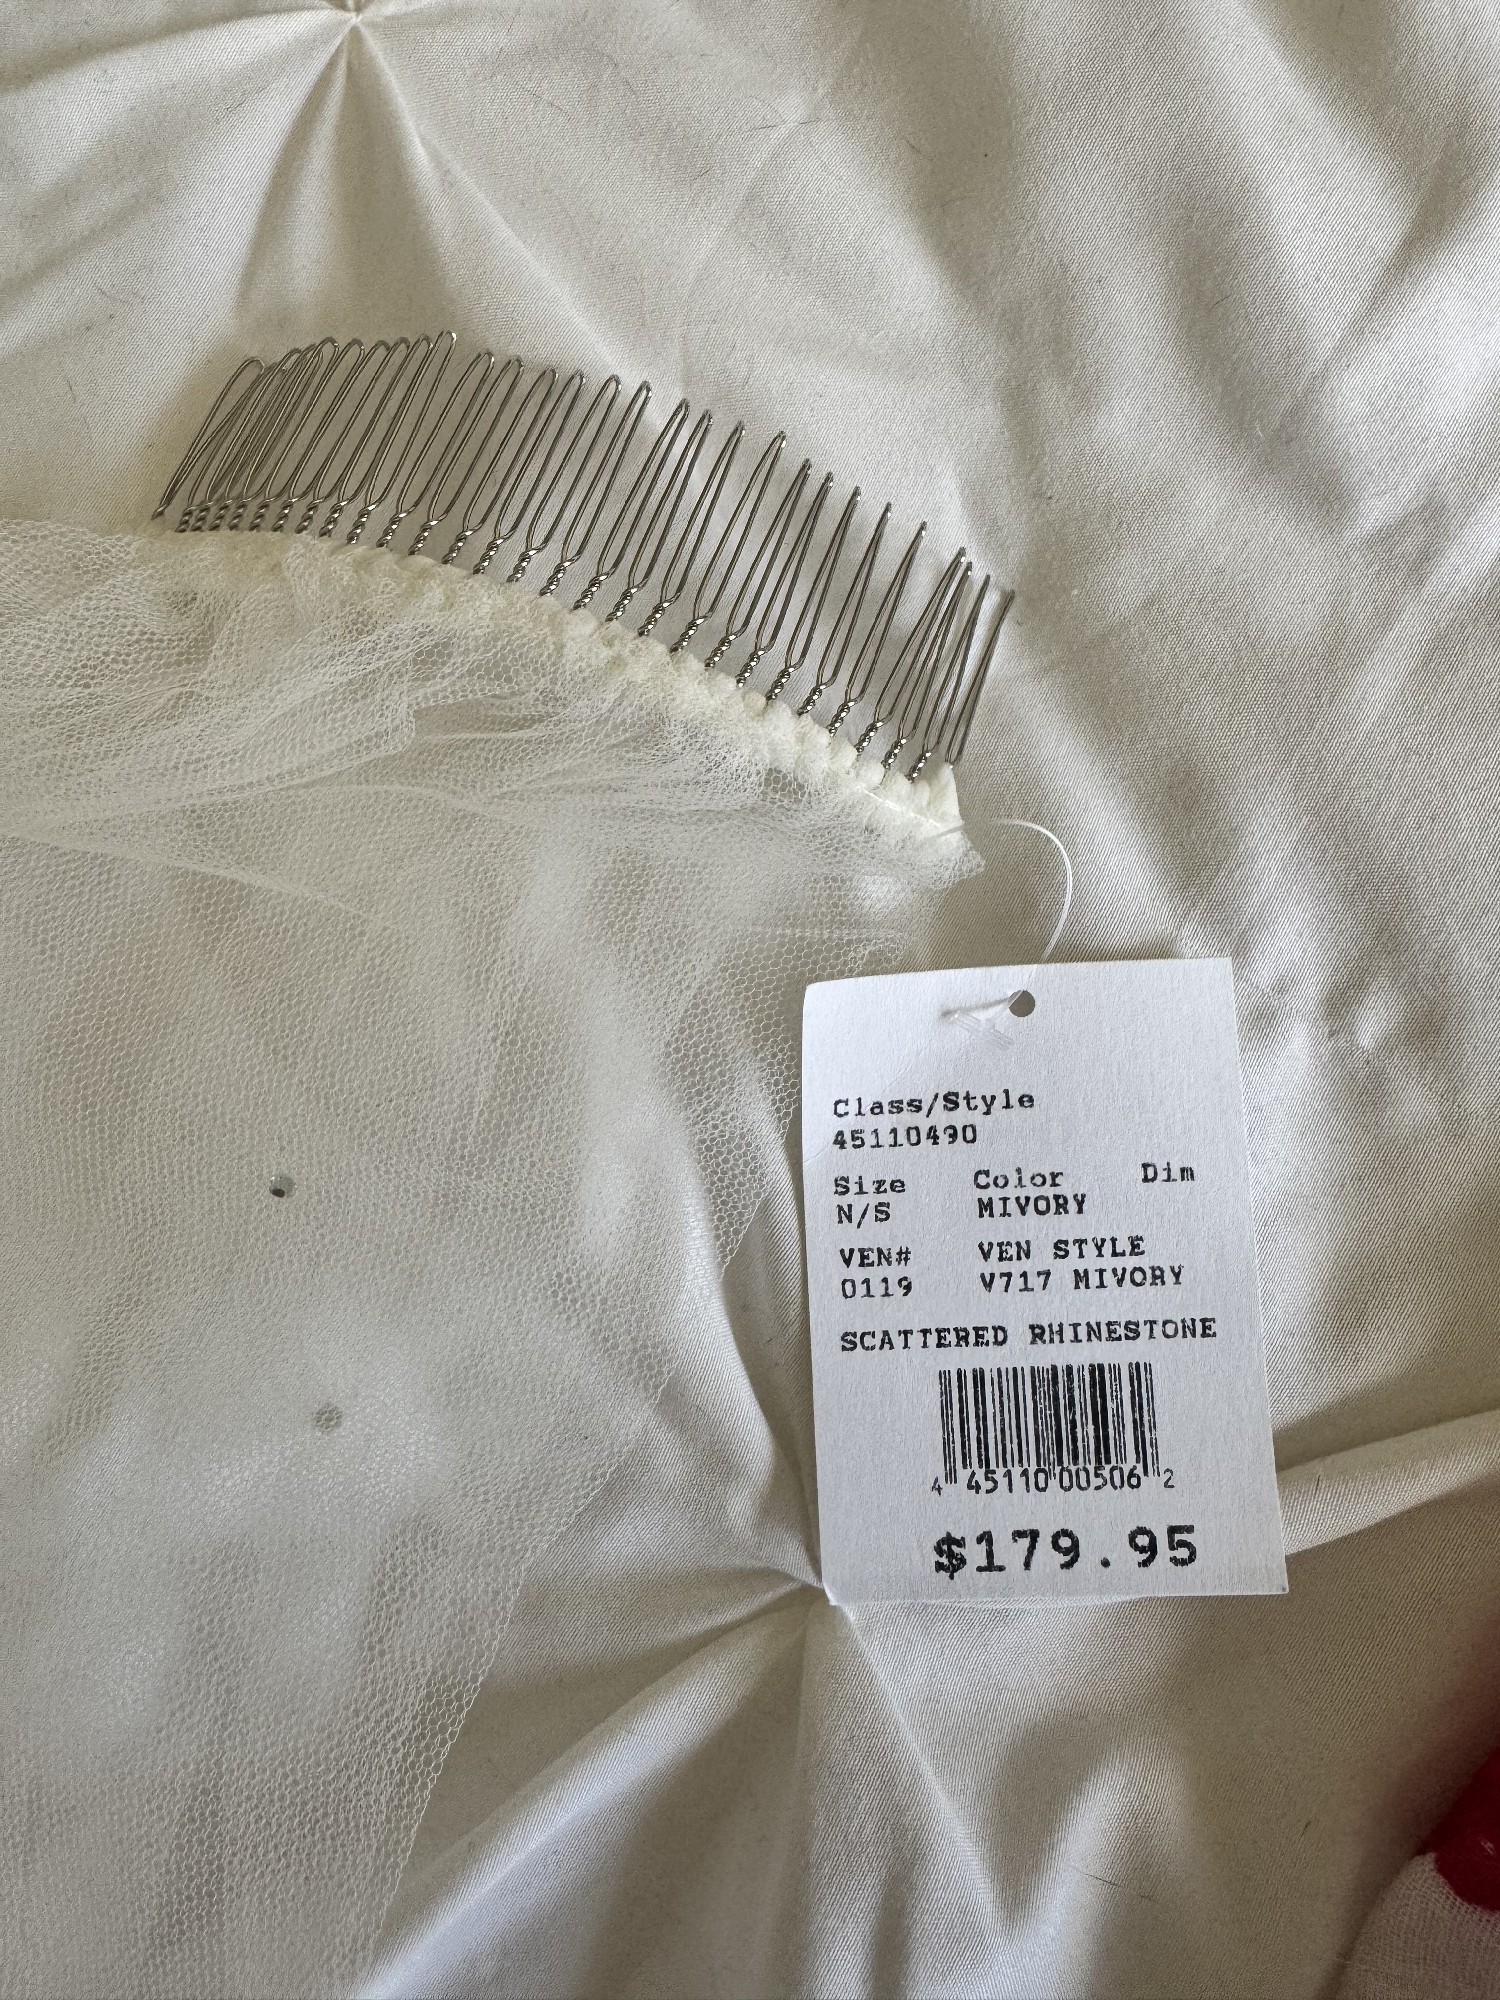 Class/Style
45110490
Size Color Dim
N/S MIVORY
VEN# VEN STYLE
0119 V717 MIVORY
SCATTERED RHINESTONE
4 45110 00506 2
$179.95